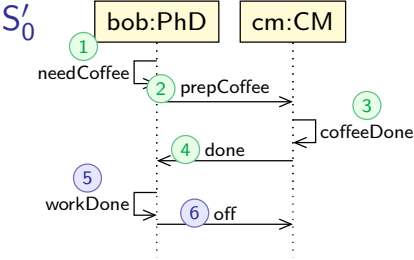 S′0
bob:PhD
cm:CM
1
needCoffee
2
prepCoffee
3
coffeeDone
4
done
5
workDone
6
off